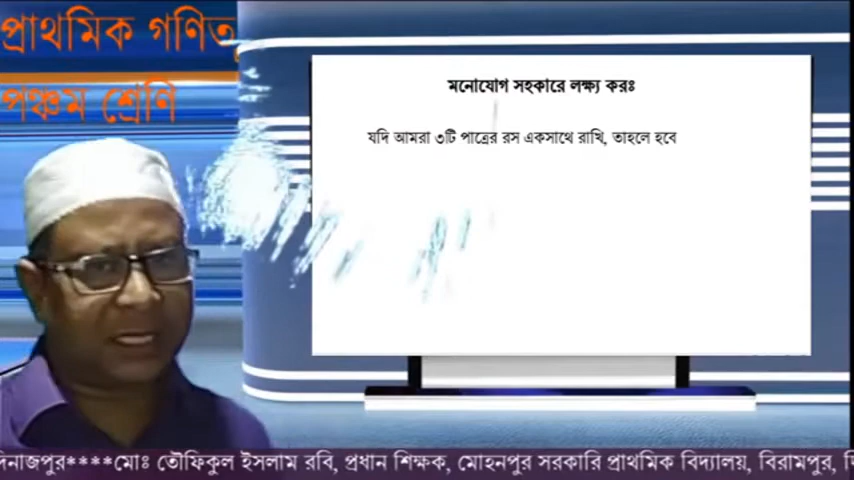 প্রাথমিক গণিত,
পঞ্চম শ্রেণি
মনোযোগ সহকারে লক্ষ্য করঃ
যদি আমরা ৩টি পাত্রের রস একসাথে রাখি, তাহলে হবে
দিনাজপুর****মোঃ তৌফিকুল ইসলাম রবি, প্রধান শিক্ষক, মোহনপুর সরকারি প্রাথমিক বিদ্যালয়, বিরামপুর,